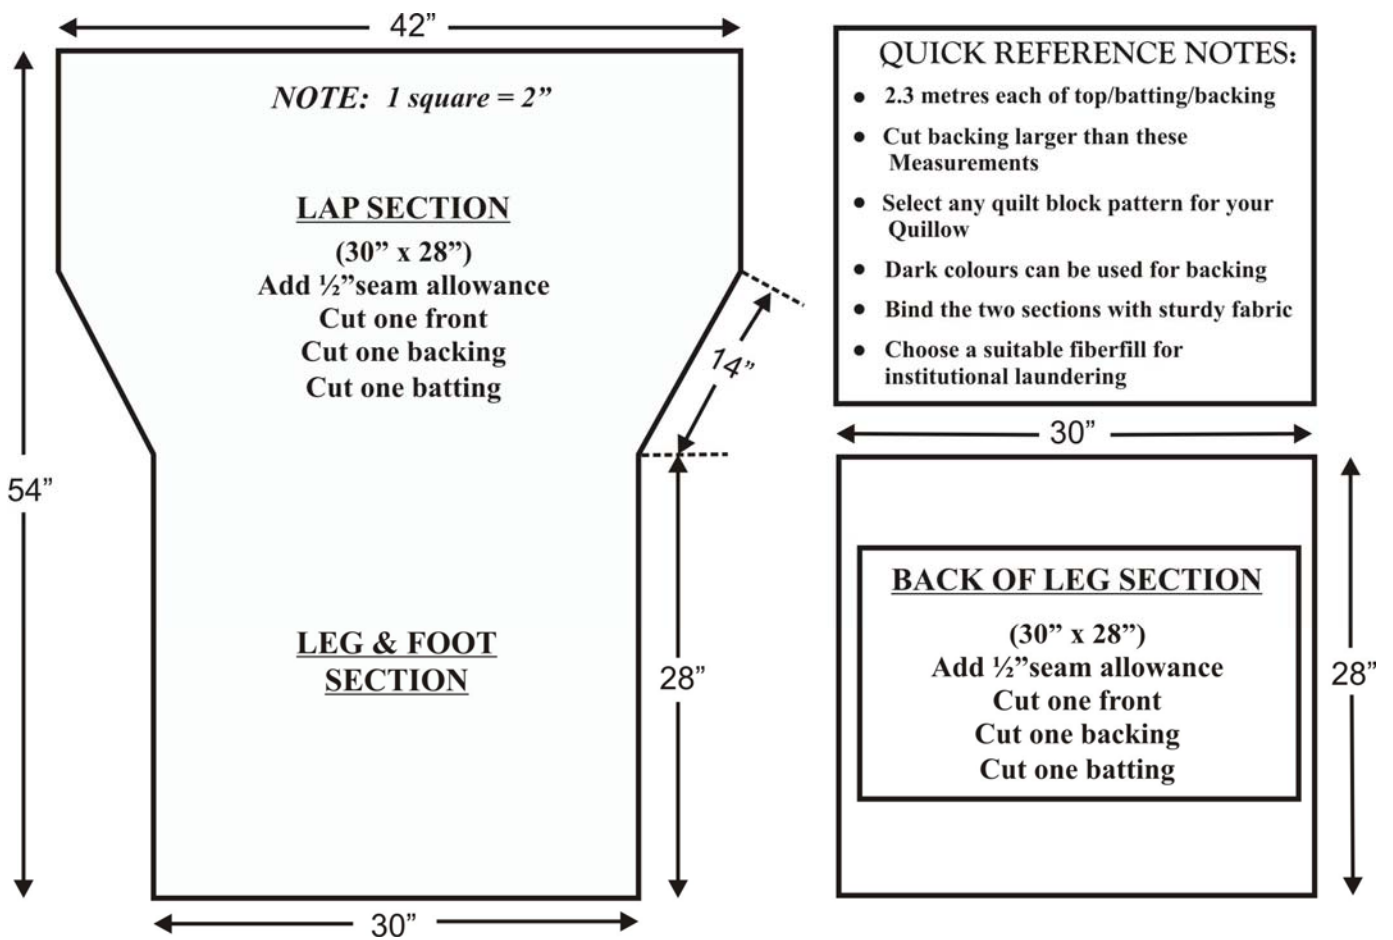 42”
NOTE: 1 square = 2”
LAP SECTION
(30” x 28”)
Add ½”seam allowance
Cut one front
Cut one backing
Cut one batting
14”
54”
LEG & FOOT
SECTION
28”
30”
QUICK REFERENCE NOTES:
● 2.3 metres each of top/batting/backing
● Cut backing larger than these
Measurements
● Select any quilt block pattern for your
Quillow
● Dark colours can be used for backing
● Bind the two sections with sturdy fabric
● Choose a suitable fiberfill for
institutional laundering
30”
BACK OF LEG SECTION
(30” x 28”)
Add ½”seam allowance
Cut one front
Cut one backing
Cut one batting
28”